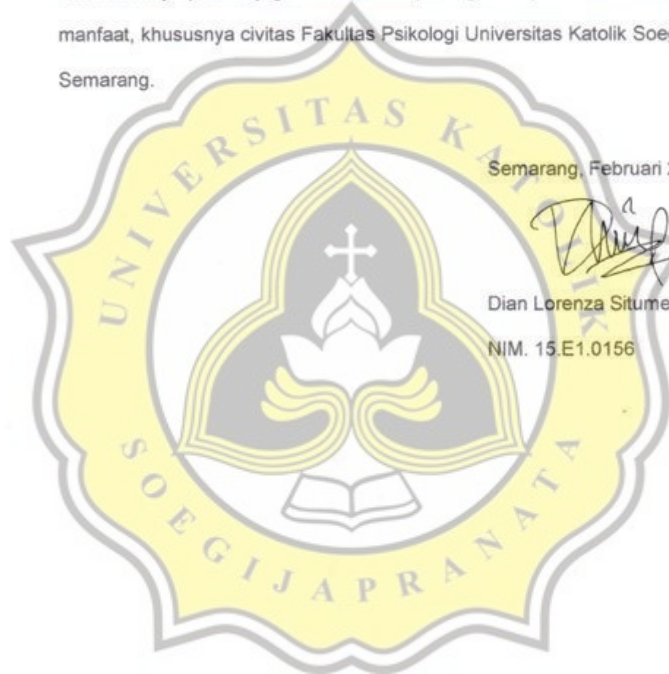 manfaat, khususnya civitas Fakultas Psikologi Universitas Katolik Soeg
Semarang.
Semarang, Februari
Dian Lorenza Situme
NIM. 15.E1.0156
UNIVERSITAS KATOLIK
SOEGIJAPRANATA